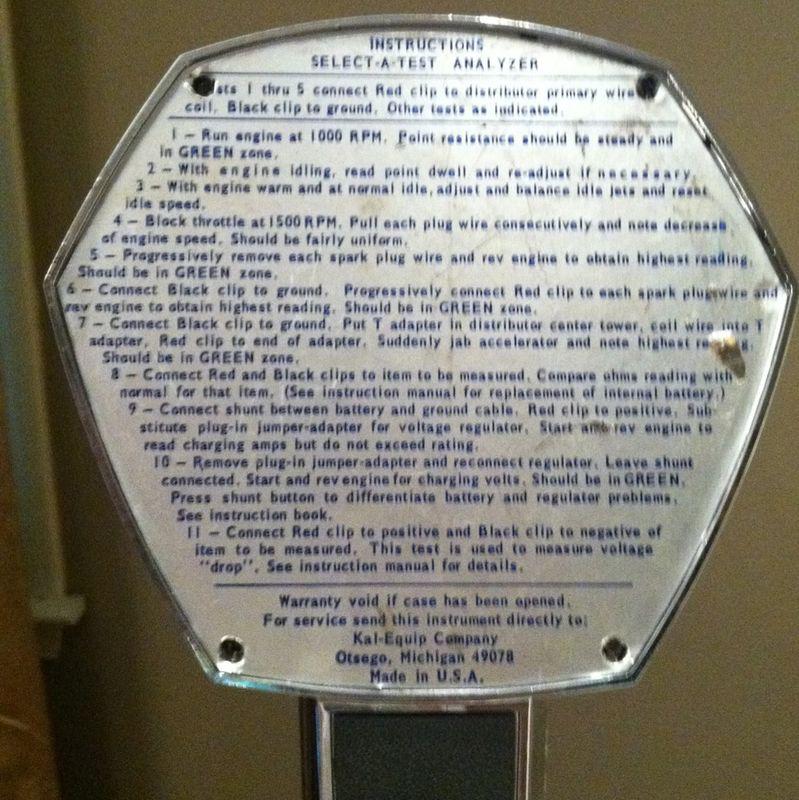 INSTRUCTIONS
SELECT-A-TEST ANALYZER
sts 1 thru 5 connect Red clip to distributor primary wire
coil. Black clip to ground. Other tests as indicated.
1 - Run engine at 1000 RPM. Point resistance should be steady and
in GREEN zone.
2 - With engine idling, read point dwell and re-adjust if necessary.
3 - With engine warm and at normal idle, adjust and balance idle jets and reset
idle speed.
4 - Block throttle at 1500 RPM. Pull each plug wire consecutively and note decrease
of engine speed. Should be fairly uniform.
5 - Progressively remove each spark plug wire and rev engine to obtain highest reading.
Should be in GREEN zone.
6 - Connect Black clip to ground. Progressively connect Red clip to each spark plug wire and
rev engine to obtain highest reading. Should be in GREEN zone.
7 - Connect Black clip to ground. Put T adapter in distributor center tower, coil wire into T
adapter, Red clip to end of adapter. Suddenly jab accelerator and note highest reading.
Should be in GREEN zone.
8 - Connect Red and Black clips to item to be measured. Compare ohms reading with
normal for that item. (See instruction manual for replacement of internal battery.)
9 - Connect shunt between battery and ground cable. Red clip to positive. Sub-
stitute plug-in jumper-adapter for voltage regulator. Start and rev engine to
read charging amps but do not exceed rating.
10 - Remove plug-in jumper-adapter and reconnect regulator. Leave shunt
connected. Start and rev engine for charging volts. Should be in GREEN.
Press shunt button to differentiate battery and regulator problems.
See instruction book.
11 - Connect Red clip to positive and Black clip to negative of
item to be measured. This test is used to measure voltage
"drop". See instruction manual for details.
Warranty void if case has been opened.
For service send this instrument directly to:
Kal-Equip Company
Otsego, Michigan 49078
Made in U.S.A.